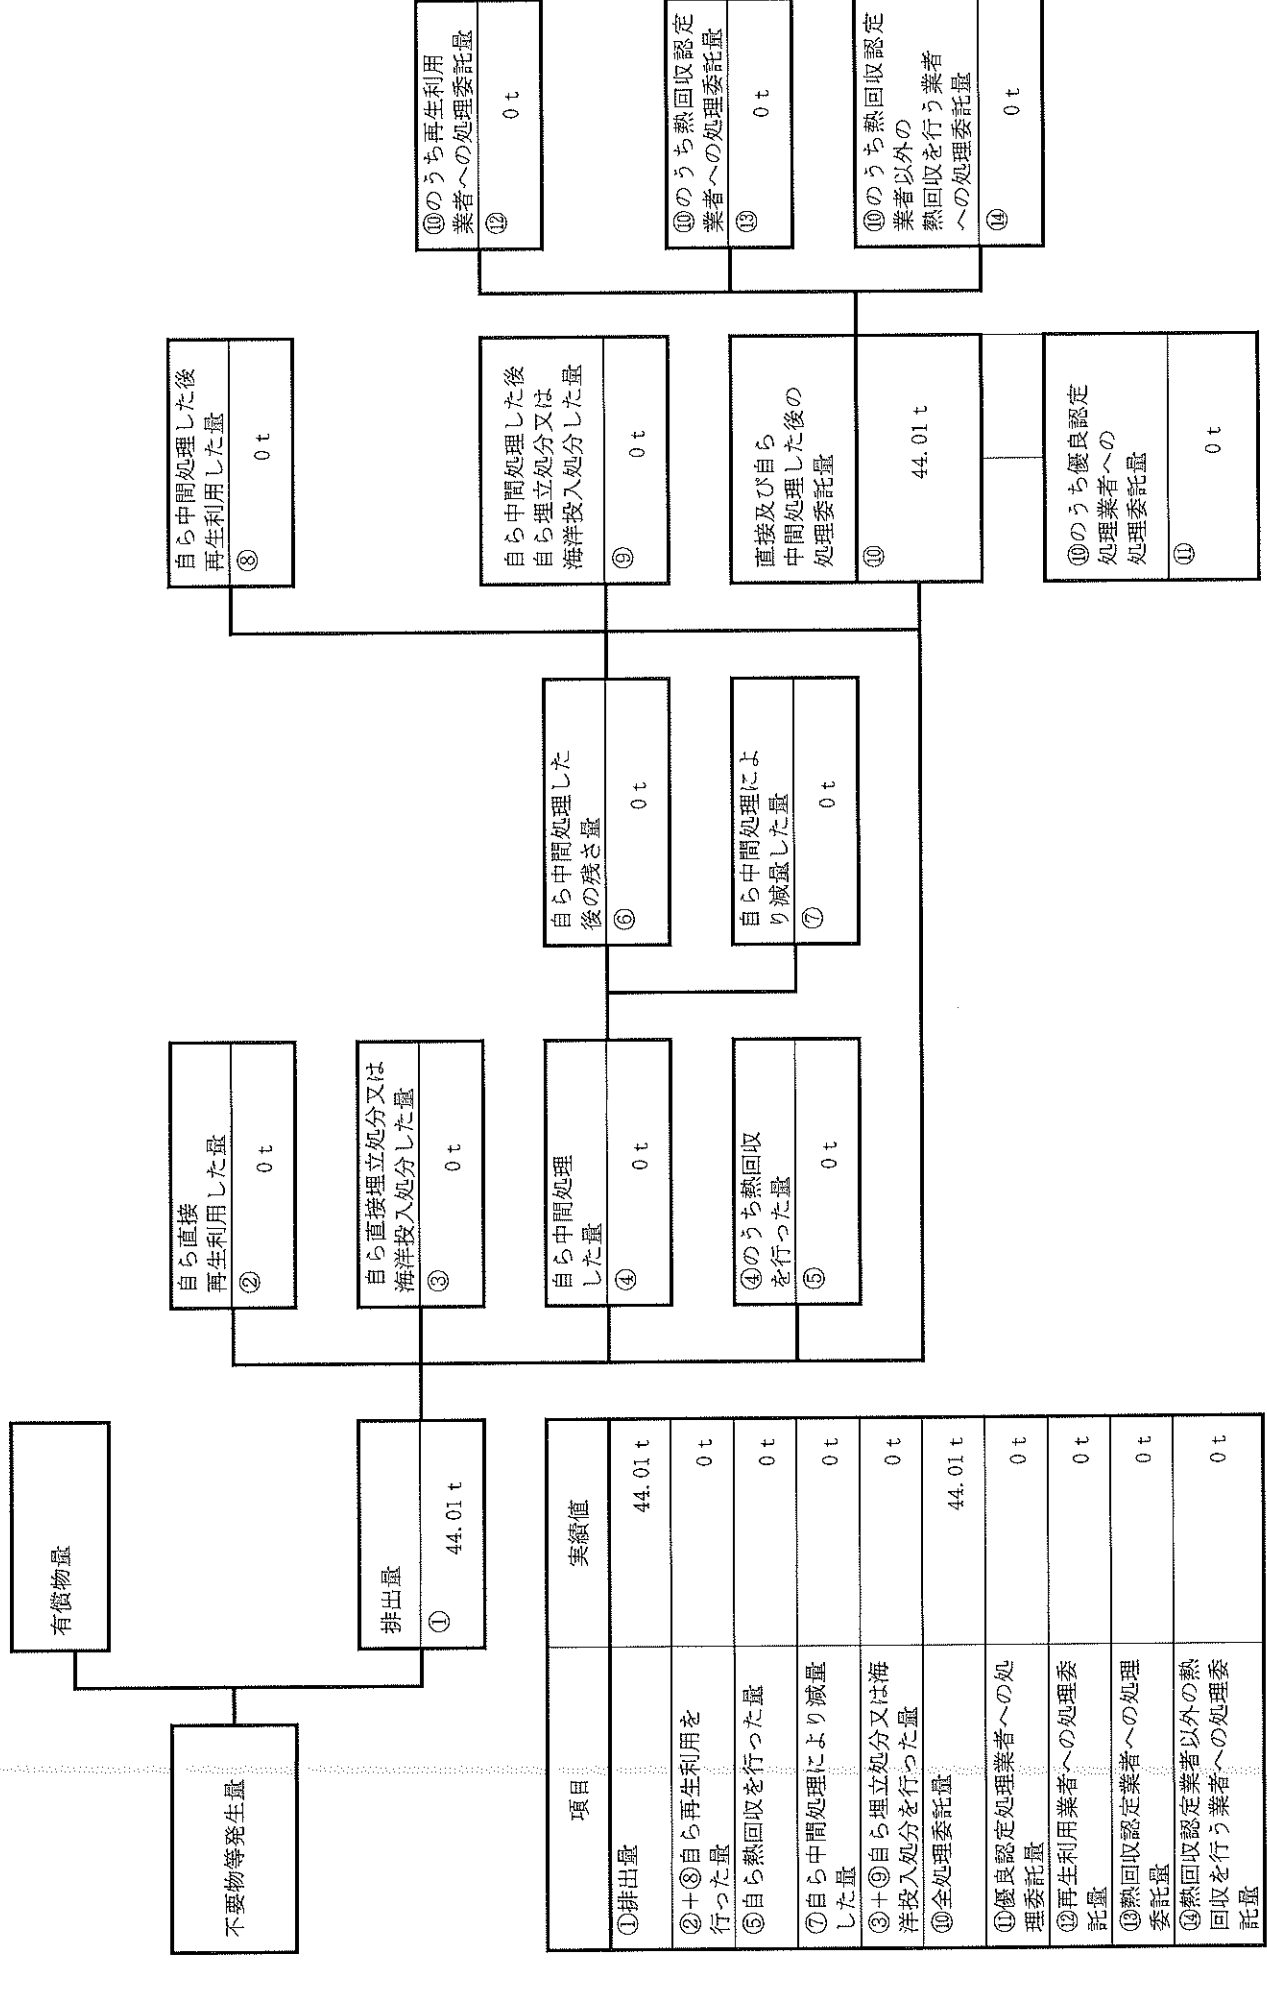 不要物等発生量
有償物量
排出量
①
44.01 t
自ら直接
再生利用した量
②
0 t
自ら直接埋立処分又は
海洋投入処分した量
③
0 t
自ら中間処理
した量
④
0 t
④のうち熱回収
を行った量
⑤
0 t
自ら中間処理した
後の残さ量
⑥
0 t
自ら中間処理によ
り減量した量
⑦
0 t
自ら中間処理した後
再生利用した量
⑧
0 t
自ら中間処理した後
自ら埋立処分又は
海洋投入処分した量
⑨
0 t
直接及び自ら
中間処理した後の
処理委託量
⑩
44.01 t
⑩のうち優良認定
処理業者への
処理委託量
⑪
0 t
⑩のうち再生利用
業者への処理委託量
⑫
0 t
⑩のうち熱回収認定
業者への処理委託量
⑬
0 t
⑩のうち熱回収認定
業者以外の
熱回収を行う業者
への処理委託量
⑭
0 t
項目
実績値
①排出量
44.01 t
②+⑧自ら再生利用を
行った量
0 t
⑤自ら熱回収を行った量
0 t
⑦自ら中間処理により減量
した量
0 t
③+⑨自ら埋立処分又は海
洋投入処分を行った量
0 t
⑩全処理委託量
44.01 t
⑪優良認定処理業者への処
理委託量
0 t
⑫再生利用業者への処理委
託量
0 t
⑬熱回収認定業者への処理
委託量
0 t
⑭熱回収認定業者以外の熱
回収を行う業者への処理委
託量
0 t